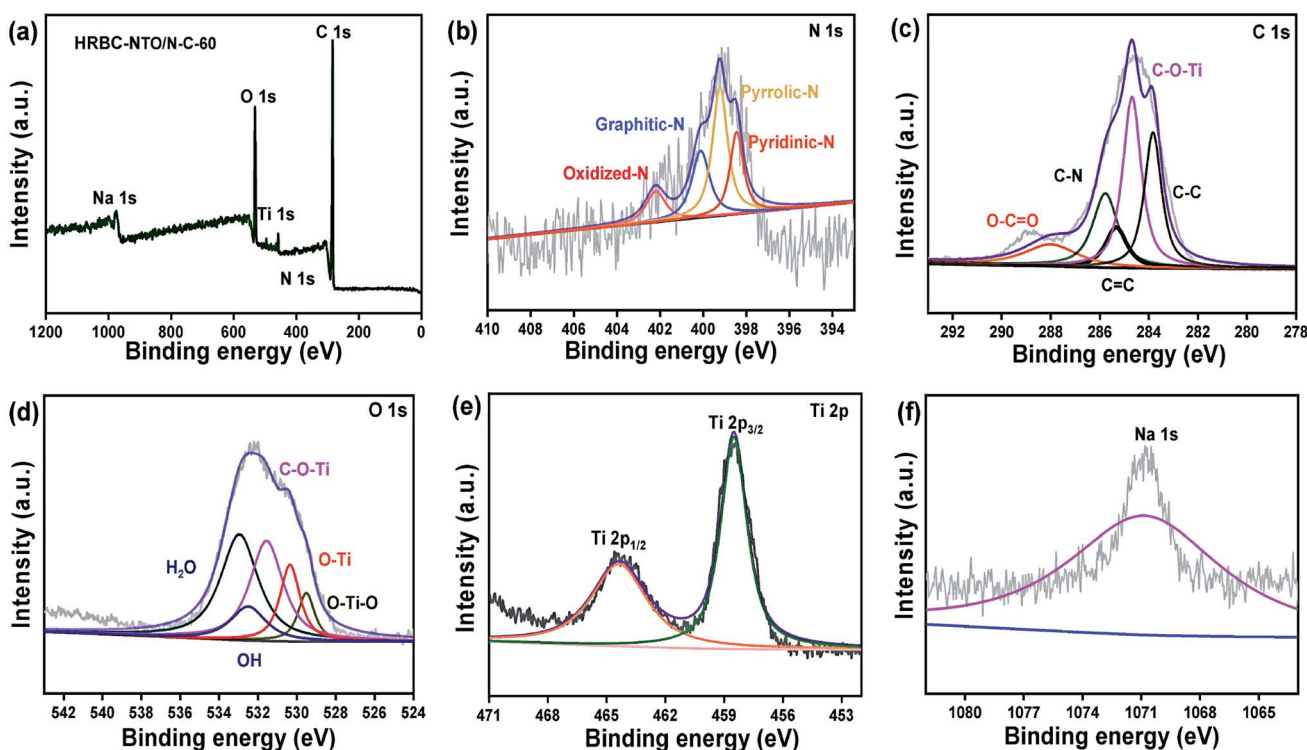 (a)
HRBC-NTO/N-C-60
C 1s
O 1s
Na 1s
Ti 1s
N 1s
Intensity (a.u.)
1200 1000 800 600 400 200 0
Binding energy (eV)
(b)
N 1s
Pyrrolic-N
Graphitic-N
Pyridinic-N
Oxidized-N
Intensity (a.u.)
410 408 406 404 402 400 398 396 394
Binding energy (eV)
(c)
C 1s
C-O-Ti
C-N
C-C
O-C=O
C=C
Intensity (a.u.)
292 290 288 286 284 282 280 278
Binding energy (eV)
(d)
O 1s
C-O-Ti
H₂O
O-Ti
O-Ti-O
OH
Intensity (a.u.)
542 540 538 536 534 532 530 528 526 524
Binding energy (eV)
(e)
Ti 2p
Ti 2p₃/₂
Ti 2p₁/₂
Intensity (a.u.)
471 468 465 462 459 456 453
Binding energy (eV)
(f)
Na 1s
Intensity (a.u.)
1080 1077 1074 1071 1068 1065
Binding energy (eV)